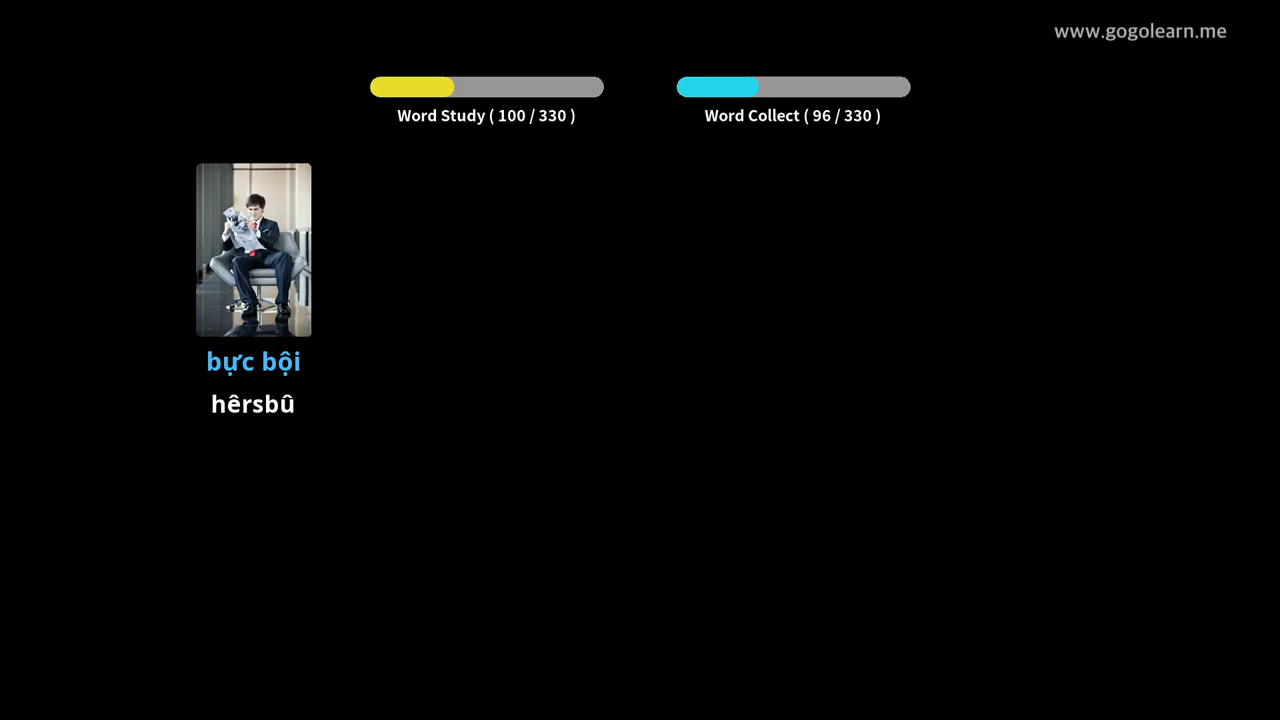 www.gogolearn.me
Word Study ( 100 / 330 )
Word Collect ( 96 / 330 )
bực bội
hêrsbû